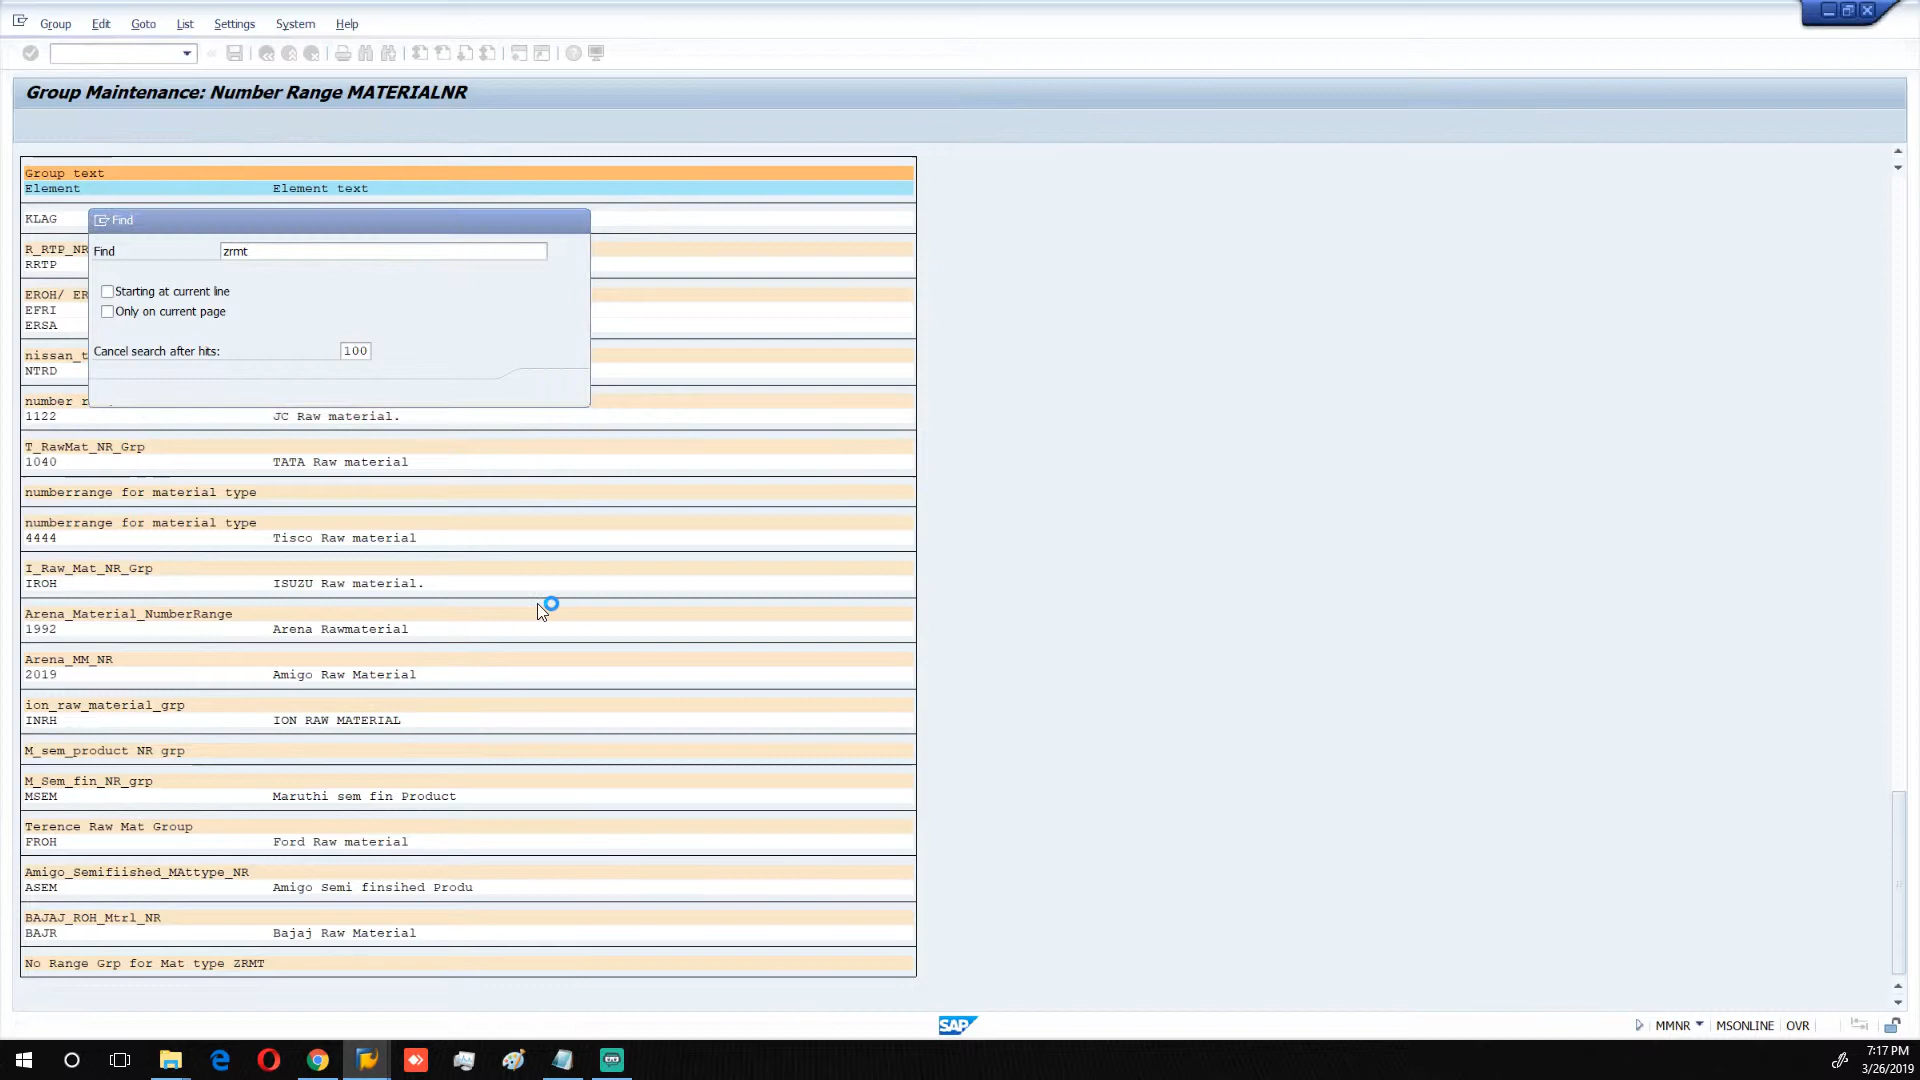 Group Edit Goto List Settings System Help
Group Maintenance: Number Range MATERIALNR
Group text
Element Element text
KLAG
Find
Find zrmt
R_RTP_NR
RRTP
Starting at current line
EROH/ ER
Only on current page
EFRI
ERSA
Cancel search after hits: 100
nissan_t
NTRD
number r
1122 JC Raw material.
T_RawMat_NR_Grp
1040 TATA Raw material
numberrange for material type
numberrange for material type
4444 Tisco Raw material
I_Raw_Mat_NR_Grp
IROH ISUZU Raw material.
Arena_Material_NumberRange
1992 Arena Rawmaterial
Arena_MM_NR
2019 Amigo Raw Material
ion_raw_material_grp
INRH ION RAW MATERIAL
M_sem_product NR grp
M_Sem_fin_NR_grp
MSEM Maruthi sem fin Product
Terence Raw Mat Group
FROH Ford Raw material
Amigo_Semifiished_MAttype_NR
ASEM Amigo Semi finsihed Produ
BAJAJ_ROH_Mtrl_NR
BAJR Bajaj Raw Material
No Range Grp for Mat type ZRMT
SAP
MMNR MSONLINE OVR
7:17 PM
3/26/2019